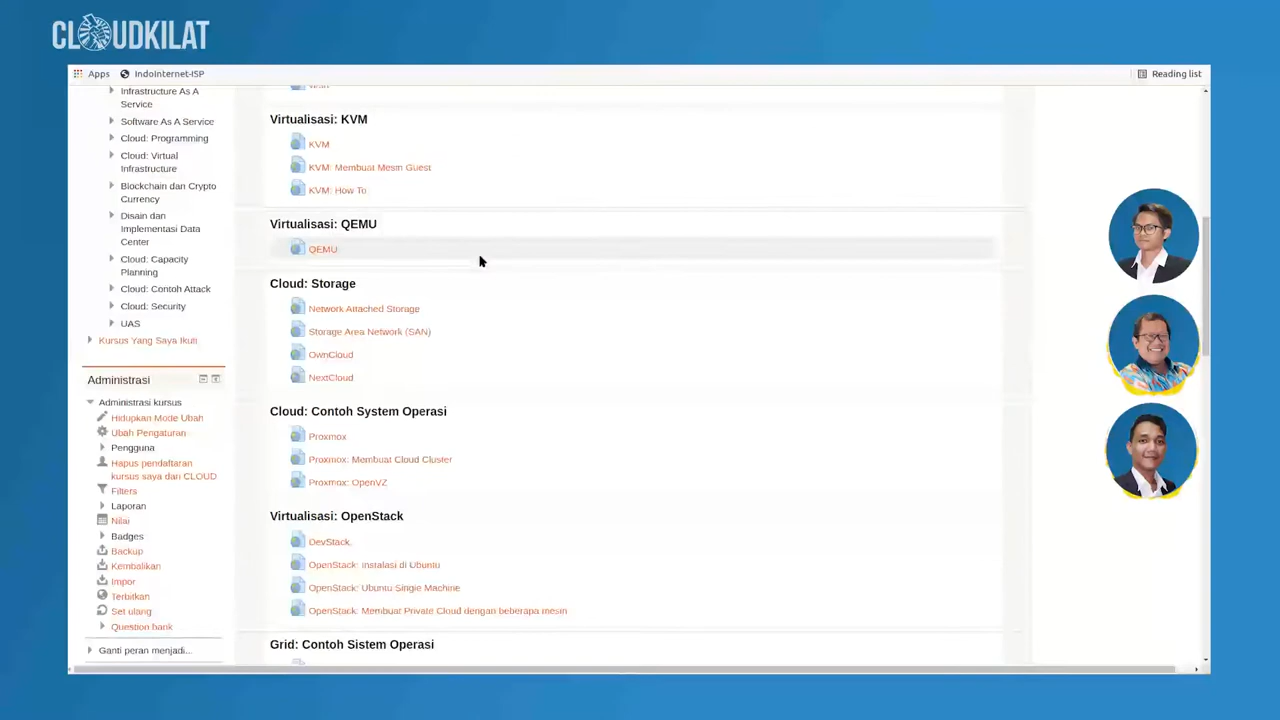 CLOUDKILAT
Apps
IndoInternet-ISP
Reading list
Infrastructure As A
Service
Software As A Service
Cloud: Programming
Cloud: Virtual
Infrastructure
Blockchain dan Crypto
Currency
Disain dan
Implementasi Data
Center
Cloud: Capacity
Planning
Cloud: Contoh Attack
Cloud: Security
UAS
Kursus Yang Saya Ikuti
Administrasi
Administrasi kursus
Hidupkan Mode Ubah
Ubah Pengaturan
Pengguna
Hapus pendaftaran
kursus saya dari CLOUD
Filters
Laporan
Nilai
Badges
Backup
Kembalikan
Impor
Terbitkan
Set ulang
Question bank
Ganti peran menjadi...
Virtualisasi: KVM
KVM
KVM: Membuat Mesin Guest
KVM: How To
Virtualisasi: QEMU
QEMU
Cloud: Storage
Network Attached Storage
Storage Area Network (SAN)
OwnCloud
NextCloud
Cloud: Contoh System Operasi
Proxmox
Proxmox: Membuat Cloud Cluster
Proxmox: OpenVZ
Virtualisasi: OpenStack
DevStack.
OpenStack: Instalasi di Ubuntu
OpenStack: Ubuntu Single Machine
OpenStack: Membuat Private Cloud dengan beberapa mesin
Grid: Contoh Sistem Operasi